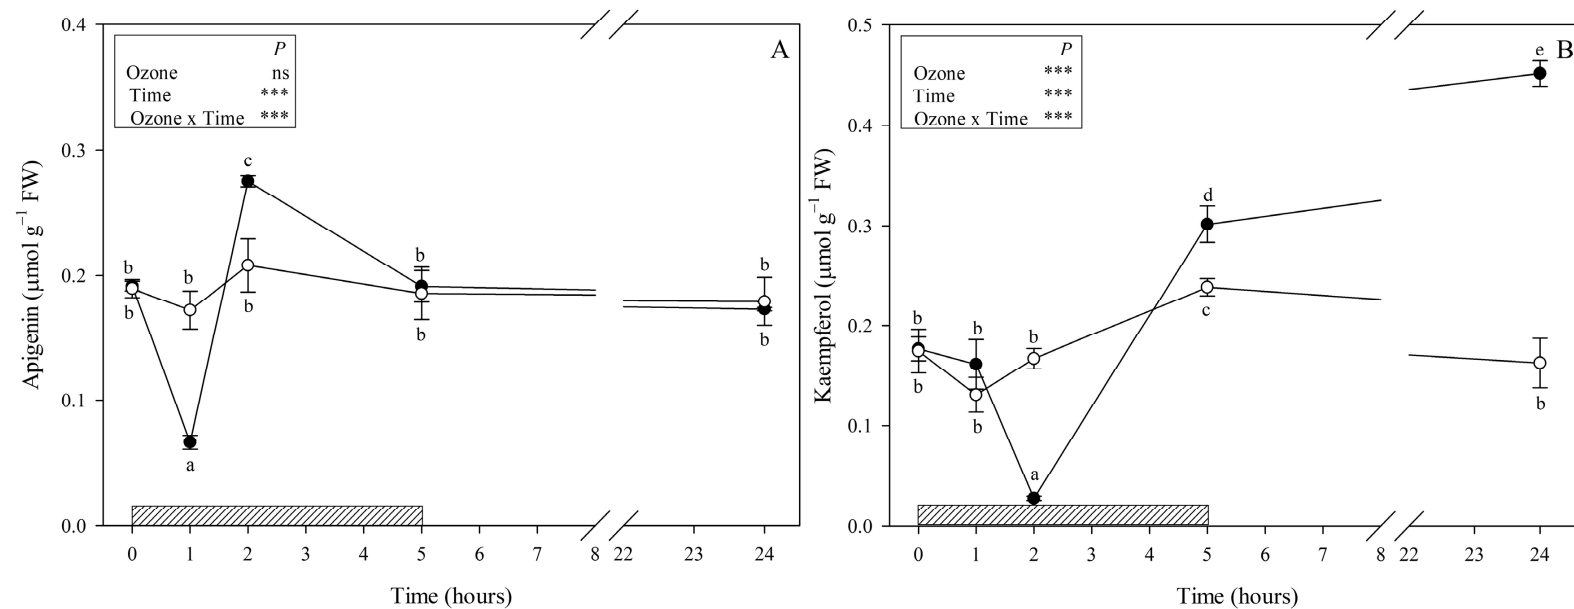 0.4
A
P
Ozone ns
Time ***
Ozone x Time ***
0.3
0.2
0.1
0.0
Apigenin (µmol g⁻¹ FW)
b
b
b
a
c
b
b
b
b
b
0 1 2 3 4 5 6 7 8 22 23 24
Time (hours)
0.5
B
P
Ozone ***
Time ***
Ozone x Time ***
0.4
0.3
0.2
0.1
0.0
Kaempferol (µmol g⁻¹ FW)
b
b
b
b
b
a
d
c
e
b
0 1 2 3 4 5 6 7 8 22 23 24
Time (hours)